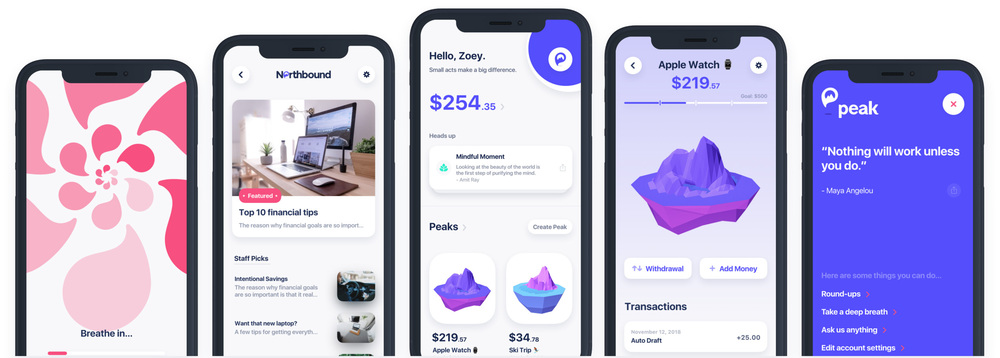 Breathe in...
Northbound
• Featured •
Top 10 financial tips
The reason why financial goals are so import...
Staff Picks
Intentional Savings
The reason why financial goals
are so important is that it real...
Want that new laptop?
A few tips for getting everyth...
Hello, Zoey.
Small acts make a big difference.
$254.35
Heads up
Mindful Moment
Looking at the beauty of the world is
the first step of purifying the mind.
- Amit Ray
Peaks
Create Peak
$219.57
Apple Watch
$34.78
Ski Trip
Apple Watch
$219.57
Goal: $500
Withdrawal
Add Money
Transactions
November 12, 2018
Auto Draft
+25.00
peak
“Nothing will work unless
you do.“
- Maya Angelou
Here are some things you can do...
Round-ups
Take a deep breath
Ask us anything
Edit account settings